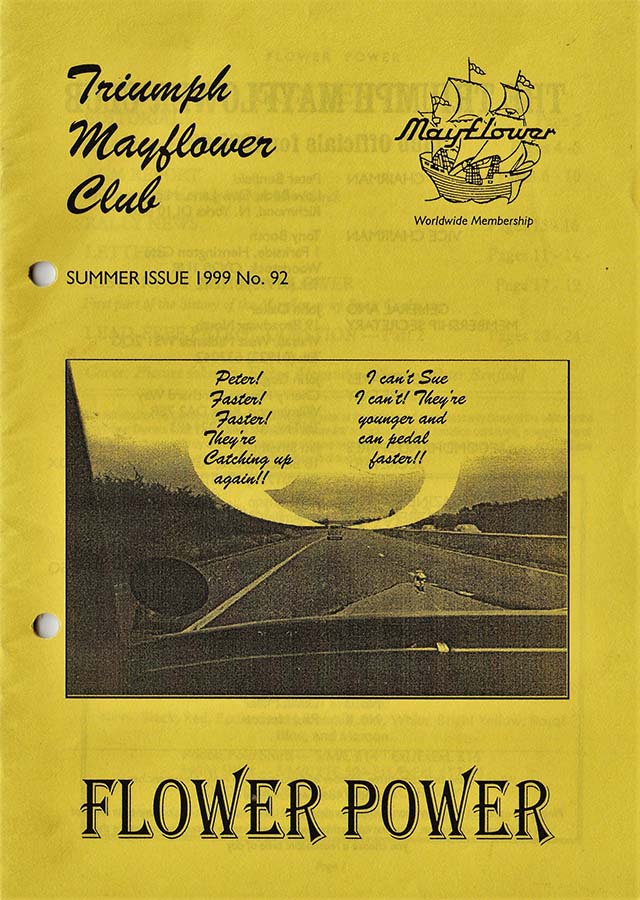 Triumph
Mayflower
Club
Mayflower
Worldwide Membership
SUMMER ISSUE 1999 No. 92
Peter!
Faster!
Faster!
They're
Catching up
again!!
I can't Sue
I can't! They're
younger and
can pedal
faster!!
FLOWER POWER